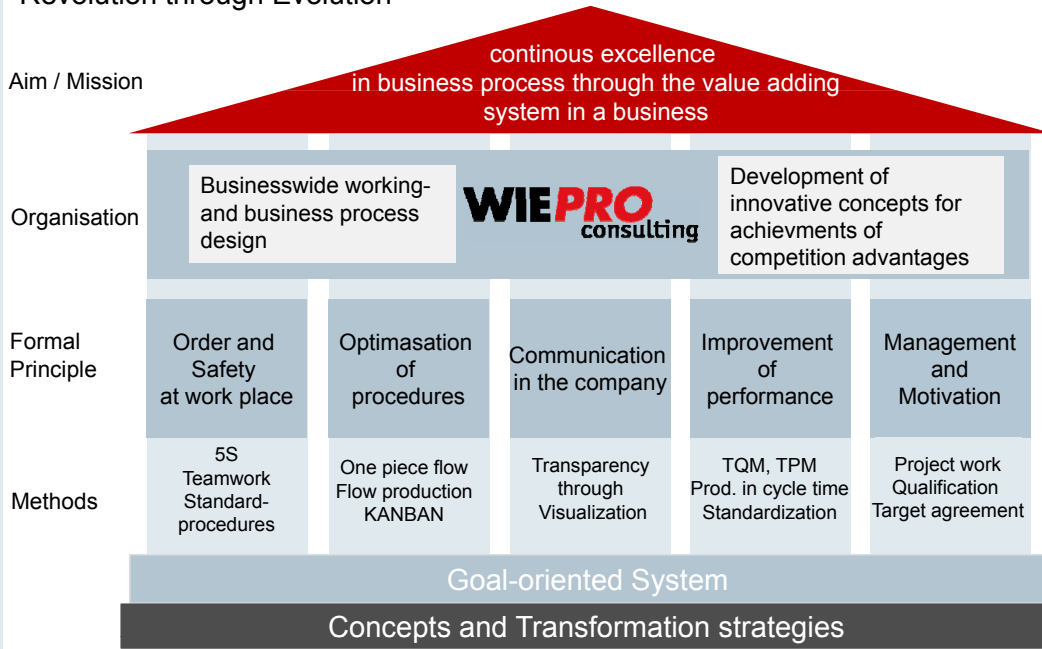 Revolution through Evolution
Aim / Mission
continous excellence
in business process through the value adding
system in a business
Organisation
Businesswide working-
and business process
design
WIEPRO
consulting
Development of
innovative concepts for
achievments of
competition advantages
Formal
Principle
Order and
Safety
at work place
Optimasation
of
procedures
Communication
in the company
Improvement
of
performance
Management
and
Motivation
Methods
5S
Teamwork
Standard-
procedures
One piece flow
Flow production
KANBAN
Transparency
through
Visualization
TQM, TPM
Prod. in cycle time
Standardization
Project work
Qualification
Target agreement
Goal-oriented System
Concepts and Transformation strategies